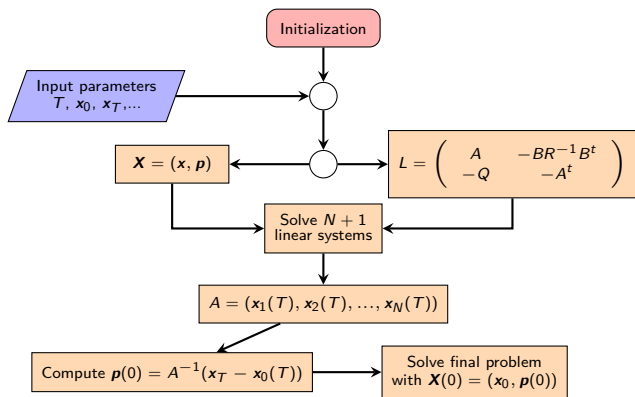 Initialization
Input parameters
T, x₀, x_T,...
X = (x, p)
L = ( A −BR⁻¹Bᵗ
−Q −Aᵗ )
Solve N + 1
linear systems
A = (x₁(T), x₂(T), ..., x_N(T))
Compute p(0) = A⁻¹(x_T − x₀(T))
Solve final problem
with X(0) = (x₀, p(0))